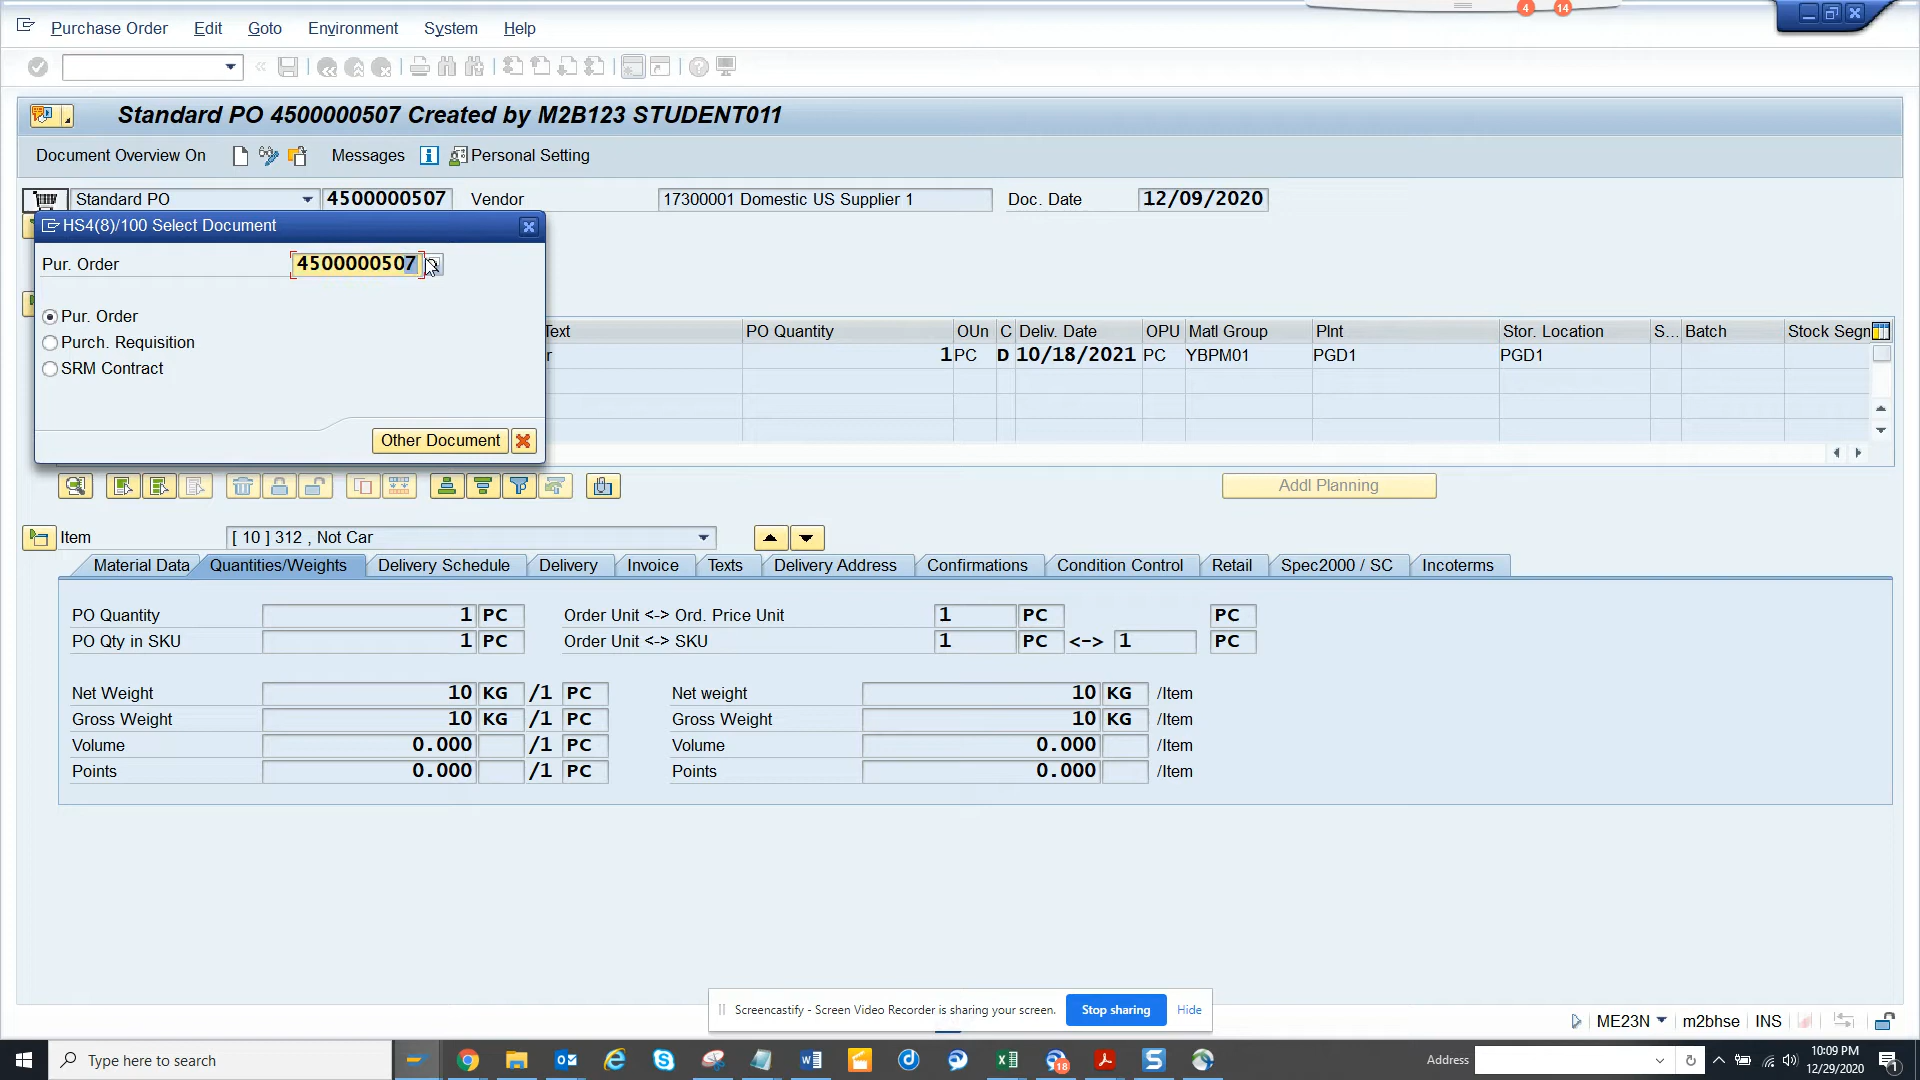 Purchase Order Edit Goto Environment System Help
4 14
Standard PO 4500000507 Created by M2B123 STUDENT011
Document Overview On Messages Personal Setting
Standard PO 4500000507 Vendor 17300001 Domestic US Supplier 1 Doc. Date 12/09/2020
HS4(8)/100 Select Document
Pur. Order 4500000507
Pur. Order
Purch. Requisition
SRM Contract
Other Document
Text PO Quantity OUn C Deliv. Date OPU Matl Group Plnt Stor. Location S... Batch Stock Segn
r 1 PC D 10/18/2021 PC YBPM01 PGD1 PGD1
Addl Planning
Item [ 10 ] 312 , Not Car
Material Data Quantities/Weights Delivery Schedule Delivery Invoice Texts Delivery Address Confirmations Condition Control Retail Spec2000 / SC Incoterms
PO Quantity 1 PC Order Unit <-> Ord. Price Unit 1 PC PC
PO Qty in SKU 1 PC Order Unit <-> SKU 1 PC <-> 1 PC
Net Weight 10 KG /1 PC Net weight 10 KG /Item
Gross Weight 10 KG /1 PC Gross Weight 10 KG /Item
Volume 0.000 /1 PC Volume 0.000 /Item
Points 0.000 /1 PC Points 0.000 /Item
Screencastify - Screen Video Recorder is sharing your screen. Stop sharing Hide
ME23N m2bhse INS
Type here to search 18 Address 10:09 PM
12/29/2020 1